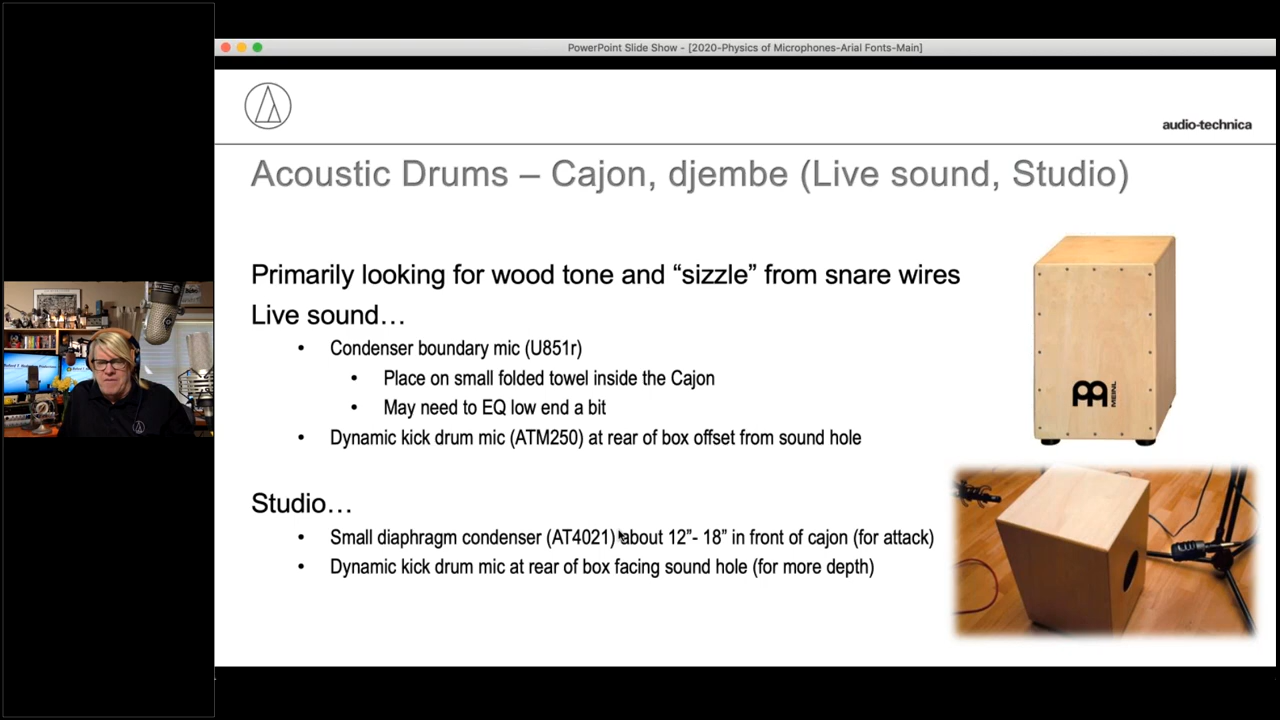 PowerPoint Slide Show - [2020-Physics of Microphones-Arial Fonts-Main]
audio-technica
Acoustic Drums – Cajon, djembe (Live sound, Studio)
Primarily looking for wood tone and “sizzle” from snare wires
Live sound…
• Condenser boundary mic (U851r)
• Place on small folded towel inside the Cajon
• May need to EQ low end a bit
• Dynamic kick drum mic (ATM250) at rear of box offset from sound hole
Studio…
• Small diaphragm condenser (AT4021) about 12”- 18” in front of cajon (for attack)
• Dynamic kick drum mic at rear of box facing sound hole (for more depth)
MEINL